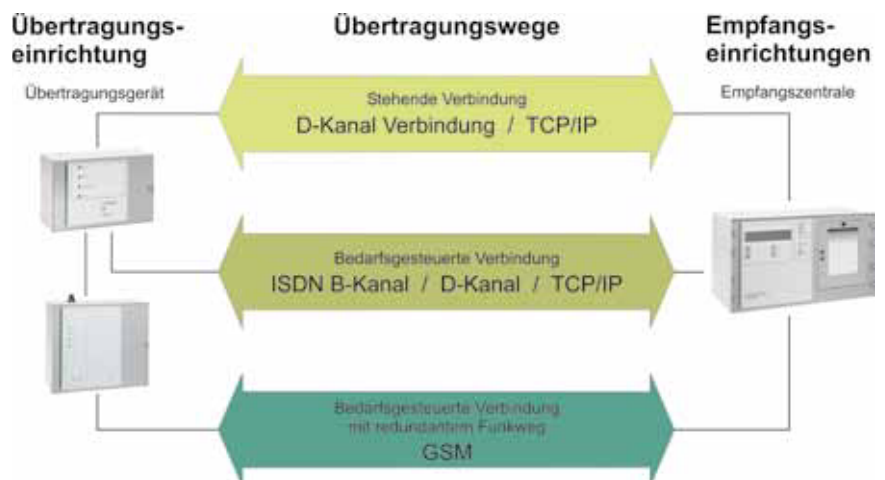 Übertragungs-
einrichtung
Übertragungswege
Empfangs-
einrichtungen
Übertragungsgerät
Empfangszentrale
Stehende Verbindung
D-Kanal Verbindung / TCP/IP
Bedarfsgesteuerte Verbindung
ISDN B-Kanal / D-Kanal / TCP/IP
Bedarfsgesteuerte Verbindung
mit redundantem Funkweg
GSM